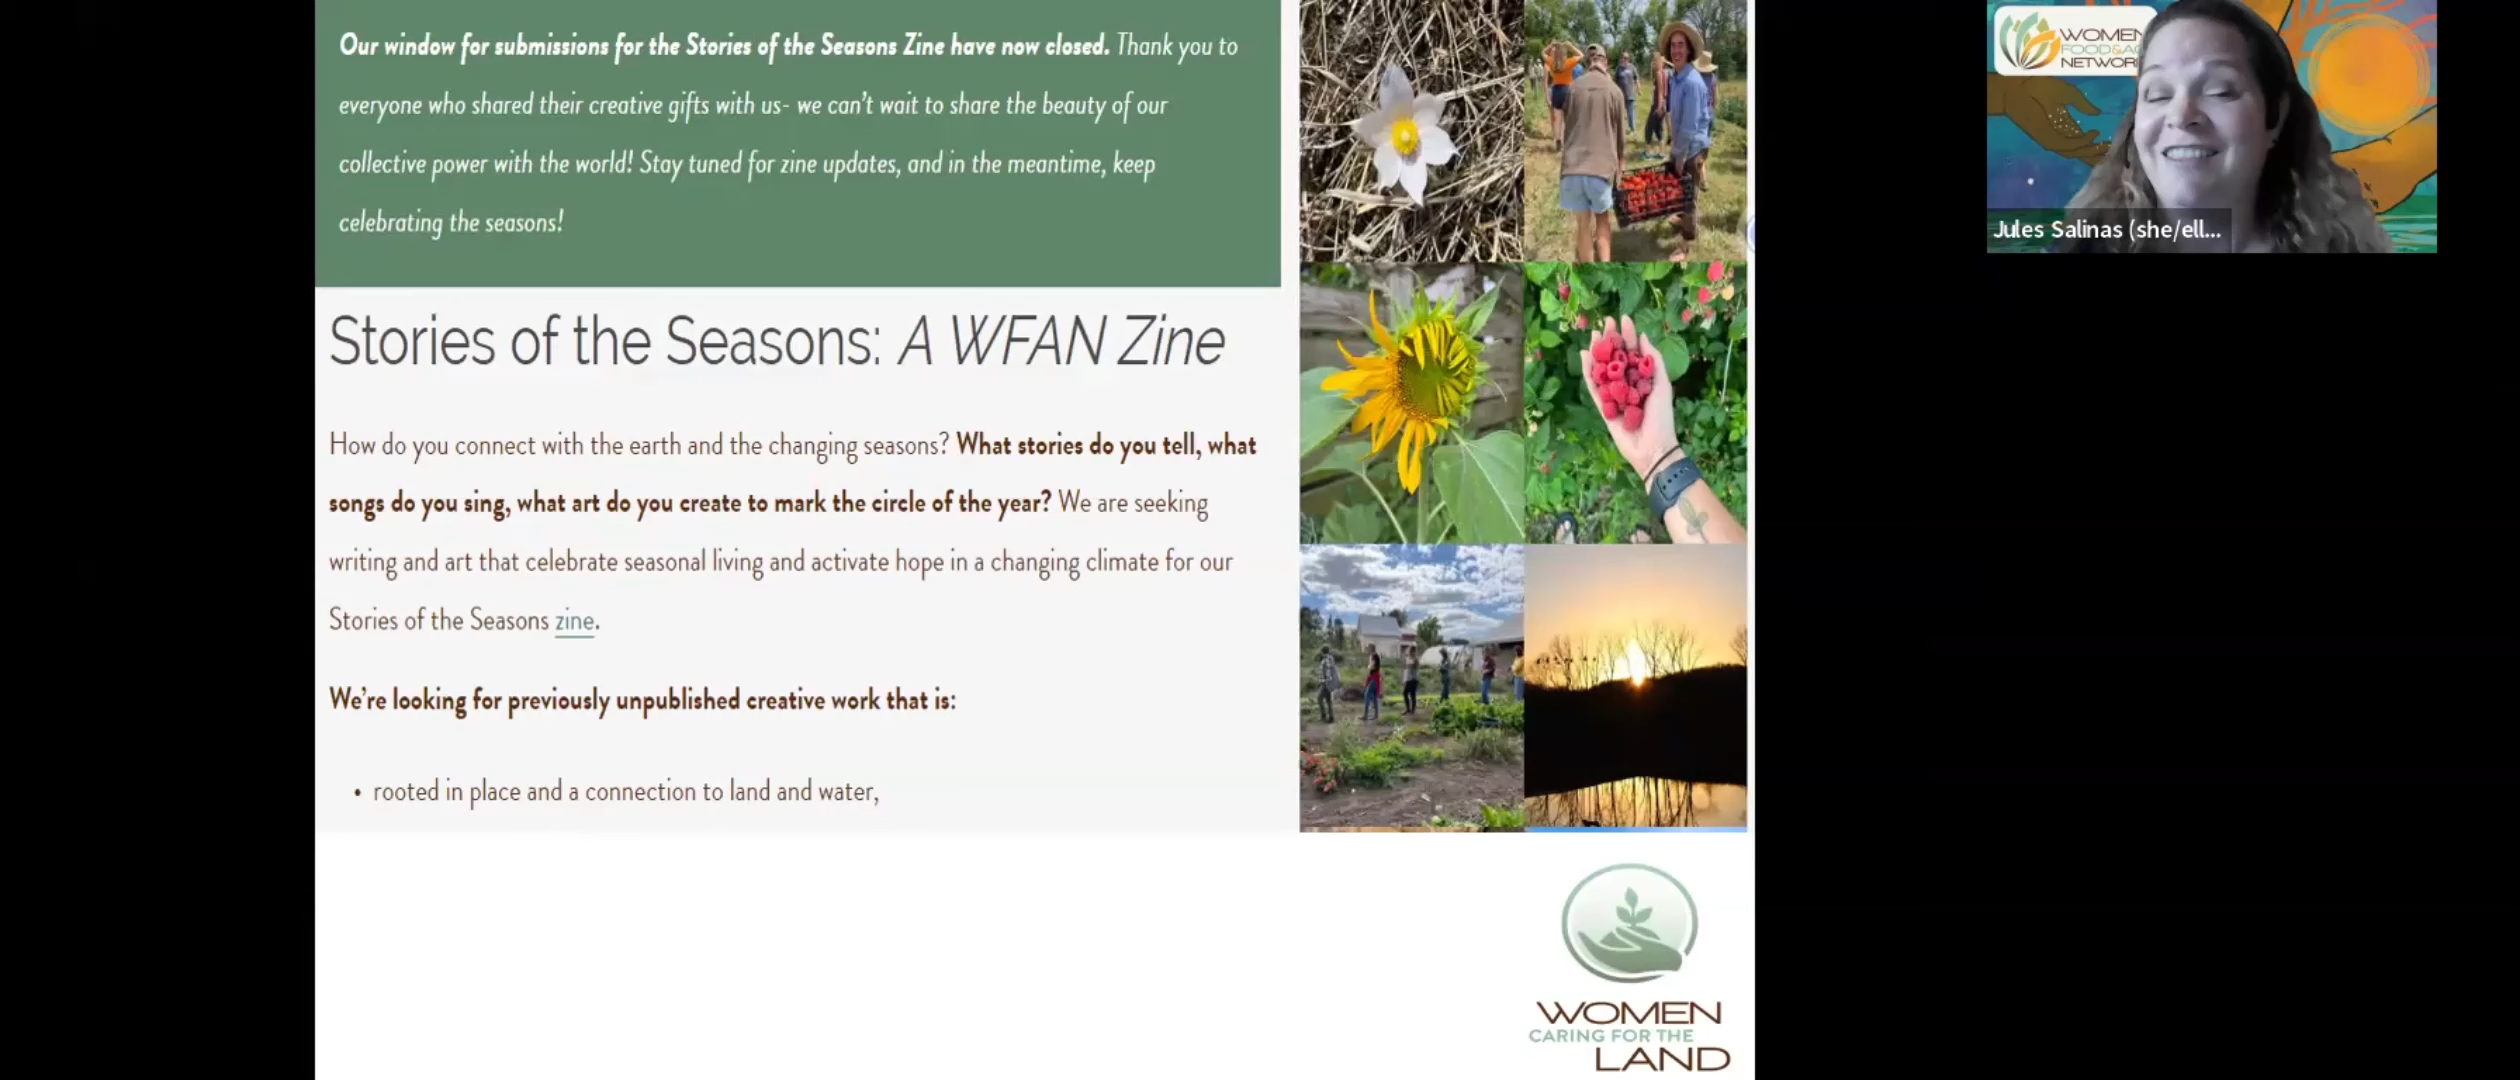 Our window for submissions for the Stories of the Seasons Zine have now closed. Thank you to
everyone who shared their creative gifts with us- we can't wait to share the beauty of our
collective power with the world! Stay tuned for zine updates, and in the meantime, keep
celebrating the seasons!
Stories of the Seasons: A WFAN Zine
How do you connect with the earth and the changing seasons? What stories do you tell, what
songs do you sing, what art do you create to mark the circle of the year? We are seeking
writing and art that celebrate seasonal living and activate hope in a changing climate for our
Stories of the Seasons zine.
We're looking for previously unpublished creative work that is:
• rooted in place and a connection to land and water,
WOMEN
CARING FOR THE
LAND
WOMEN
FOOD & AG
NETWOR
Jules Salinas (she/ell...